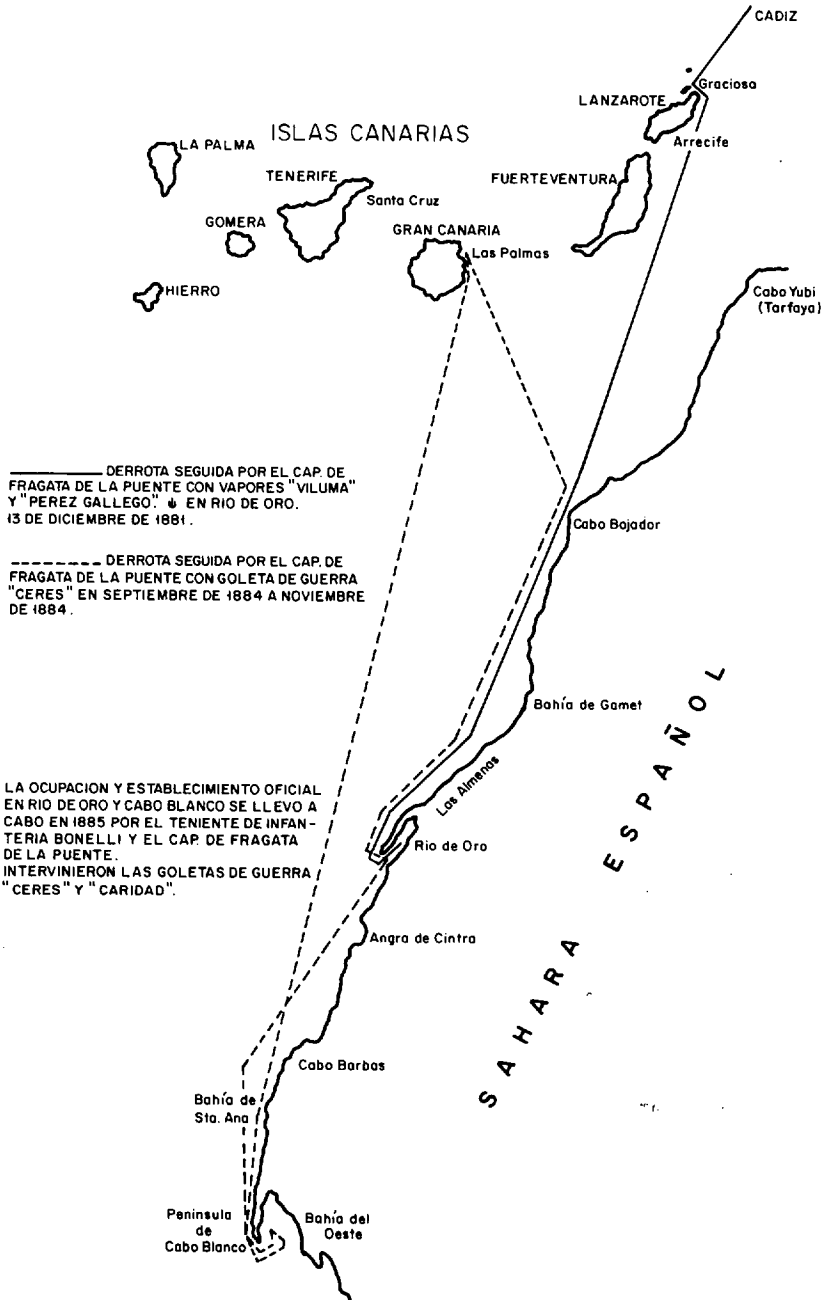 CADIZ
Graciosa
LANZAROTE
Arrecife
ISLAS CANARIAS
LA PALMA
TENERIFE
Santa Cruz
FUERTEVENTURA
GOMERA
GRAN CANARIA
Las Palmas
HIERRO
Cabo Yubi
(Tarfaya)
DERROTA SEGUIDA POR EL CAP. DE
FRAGATA DE LA PUENTE CON VAPORES "VILUMA"
Y "PEREZ GALLEGO". EN RIO DE ORO.
13 DE DICIEMBRE DE 1881.
Cabo Bojador
DERROTA SEGUIDA POR EL CAP. DE
FRAGATA DE LA PUENTE CON GOLETA DE GUERRA
"CERES" EN SEPTIEMBRE DE 1884 A NOVIEMBRE
DE 1884.
Bahía de Gamet
SAHARA ESPAÑOL
Las Almenas
LA OCUPACION Y ESTABLECIMIENTO OFICIAL
EN RIO DE ORO Y CABO BLANCO SE LLEVO A
CABO EN 1885 POR EL TENIENTE DE INFAN-
TERIA BONELLI Y EL CAP. DE FRAGATA
DE LA PUENTE.
INTERVINIERON LAS GOLETAS DE GUERRA
"CERES" Y "CARIDAD".
Rio de Oro
Angra de Cintra
Cabo Barbas
Bahía de
Sta. Ana
Peninsula
de
Cabo Blanco
Bahía del
Oeste